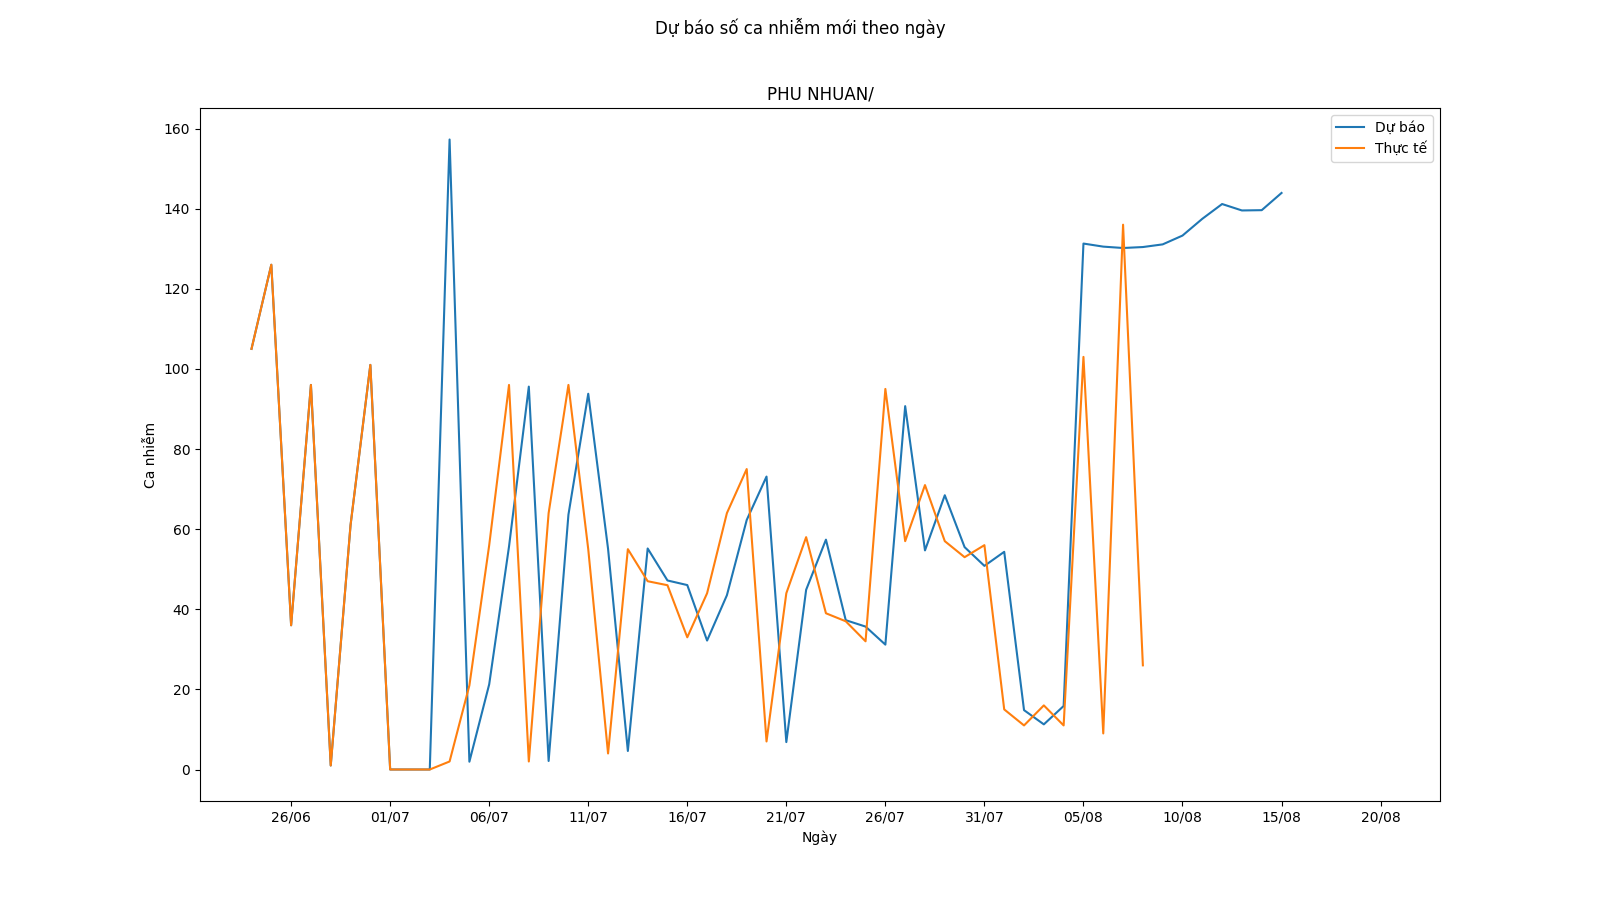 Dự báo số ca nhiễm mới theo ngày
PHU NHUAN/
Dự báo
Thực tế
160
140
120
100
80
60
40
20
0
Ca nhiễm
26/06 01/07 06/07 11/07 16/07 21/07 26/07 31/07 05/08 10/08 15/08 20/08
Ngày